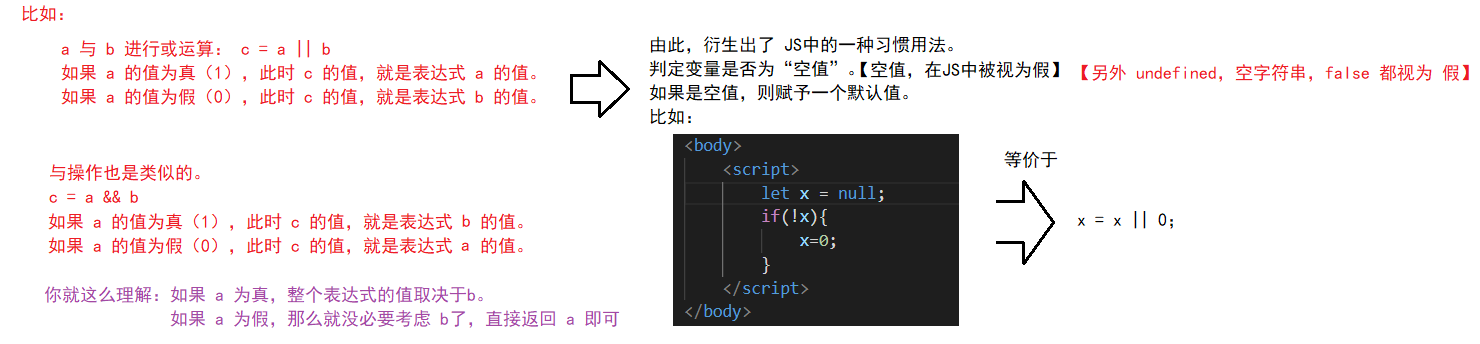 比如：
a 与 b 进行或运算： c = a || b
如果 a 的值为真（1），此时 c 的值，就是表达式 a 的值。
如果 a 的值为假（0），此时 c 的值，就是表达式 b 的值。
与操作也是类似的。
c = a && b
如果 a 的值为真（1），此时 c 的值，就是表达式 b 的值。
如果 a 的值为假（0），此时 c 的值，就是表达式 a 的值。
你就这么理解：如果 a 为真，整个表达式的值取决于b。
如果 a 为假，那么就没必要考虑 b了，直接返回 a 即可
由此，衍生出了 JS中的一种习惯用法。
判定变量是否为“空值”。【空值，在JS中被视为假】【另外 undefined，空字符串，false 都视为 假】
如果是空值，则赋予一个默认值。
比如：
<body>
<script>
let x = null;
if(!x){
x=0;
}
</script>
</body>
等价于
x = x || 0;